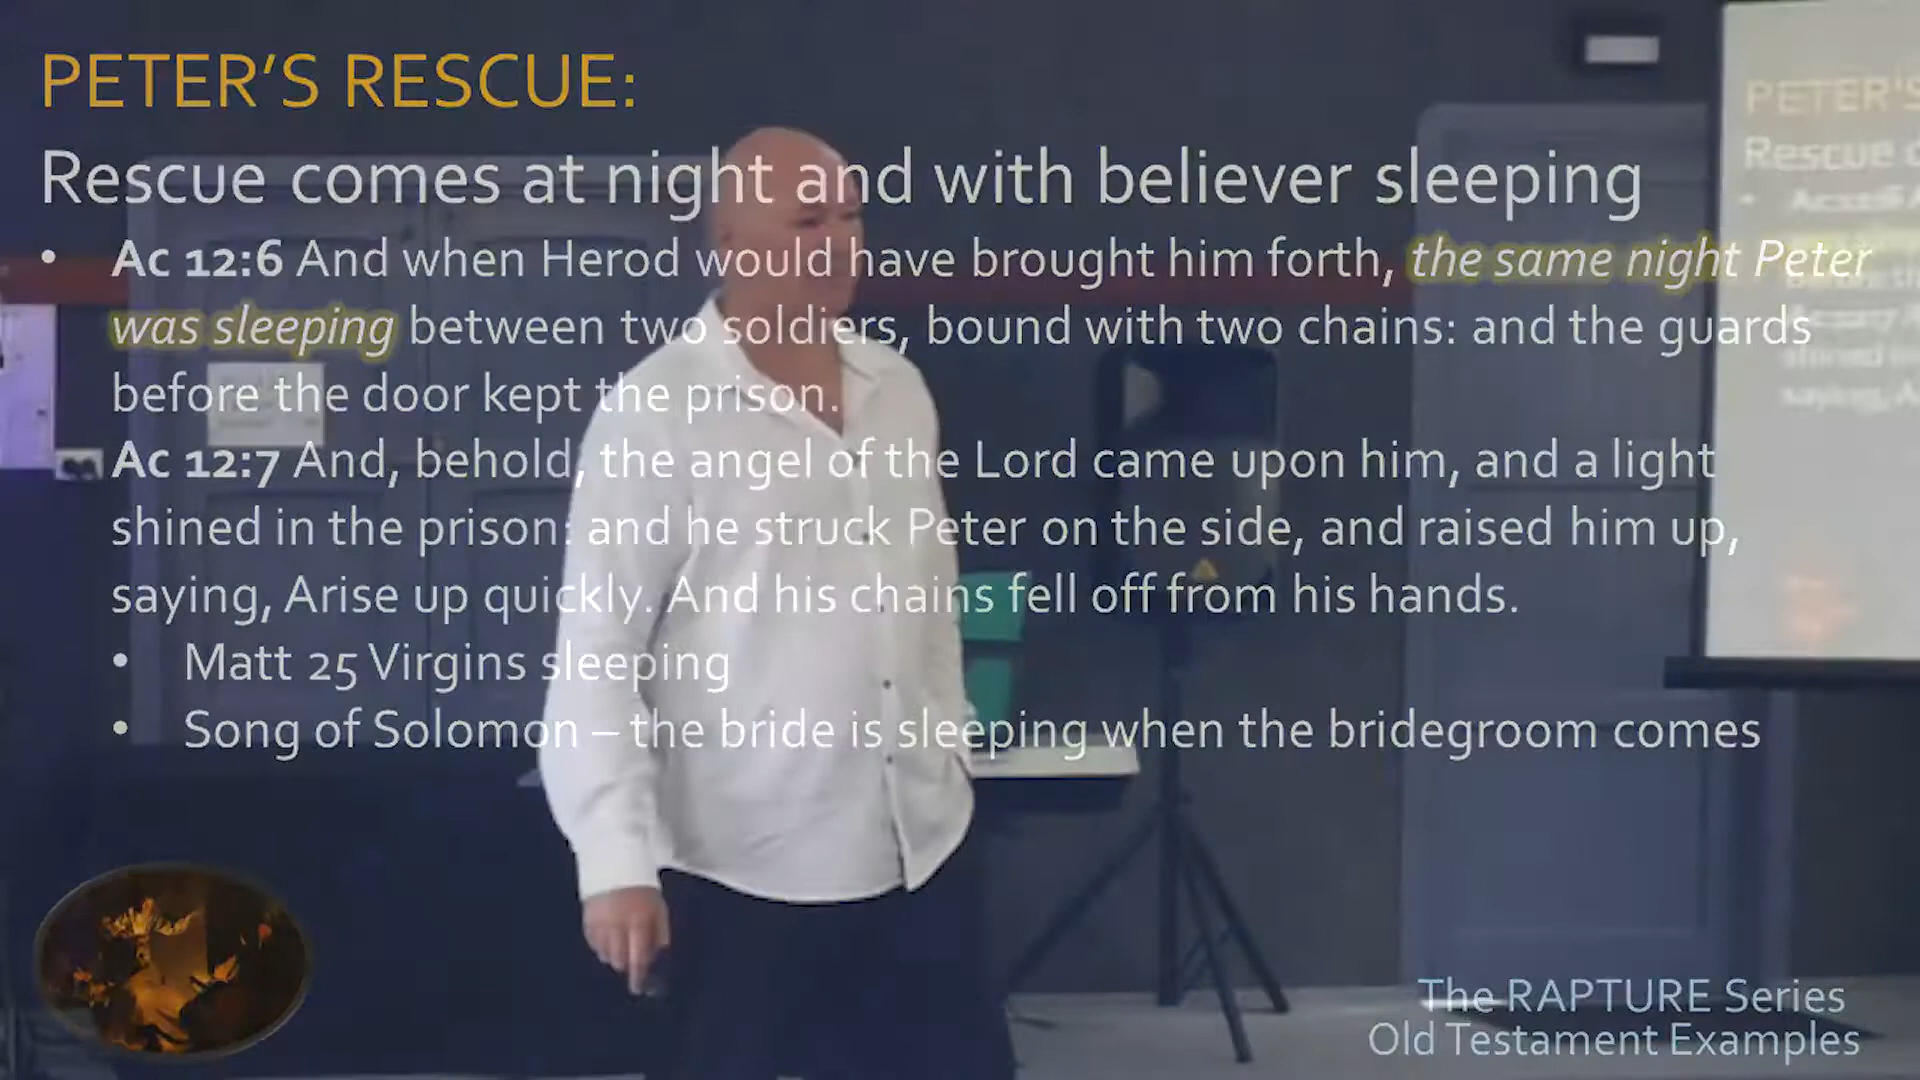 PETER'S RESCUE:
Rescue comes at night and with believer sleeping
• Ac 12:6 And when Herod would have brought him forth, the same night Peter
was sleeping between two soldiers, bound with two chains: and the guards
before the door kept the prison.
Ac 12:7 And, behold, the angel of the Lord came upon him, and a light
shined in the prison: and he struck Peter on the side, and raised him up,
saying, Arise up quickly. And his chains fell off from his hands.
• Matt 25 Virgins sleeping
• Song of Solomon – the bride is sleeping when the bridegroom comes
The RAPTURE Series
Old Testament Examples
PETER'S
Rescue